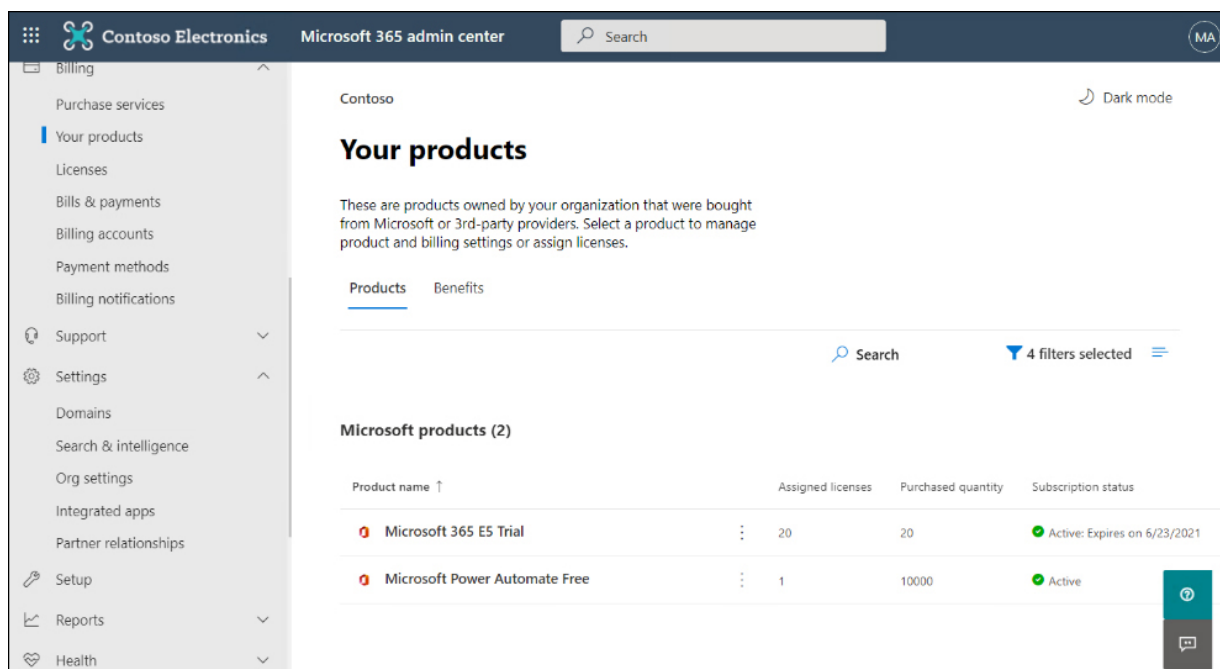 Contoso Electronics
Microsoft 365 admin center
Search
MA
Billing
Purchase services
Your products
Licenses
Bills & payments
Billing accounts
Payment methods
Billing notifications
Support
Settings
Domains
Search & intelligence
Org settings
Integrated apps
Partner relationships
Setup
Reports
Health
Contoso
Dark mode
Your products
These are products owned by your organization that were bought
from Microsoft or 3rd-party providers. Select a product to manage
product and billing settings or assign licenses.
Products Benefits
Search
4 filters selected
Microsoft products (2)
Product name ↑ Assigned licenses Purchased quantity Subscription status
Microsoft 365 E5 Trial 20 20 Active: Expires on 6/23/2021
Microsoft Power Automate Free 1 10000 Active